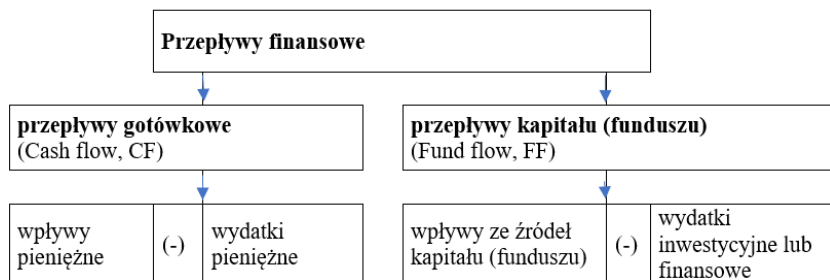 Przepływy finansowe
przepływy gotówkowe
(Cash flow, CF)
przepływy kapitału (funduszu)
(Fund flow, FF)
wpływy
pieniężne
(-)
wydatki
pieniężne
wpływy ze źródeł
kapitału (funduszu)
(-)
wydatki
inwestycyjne lub
finansowe